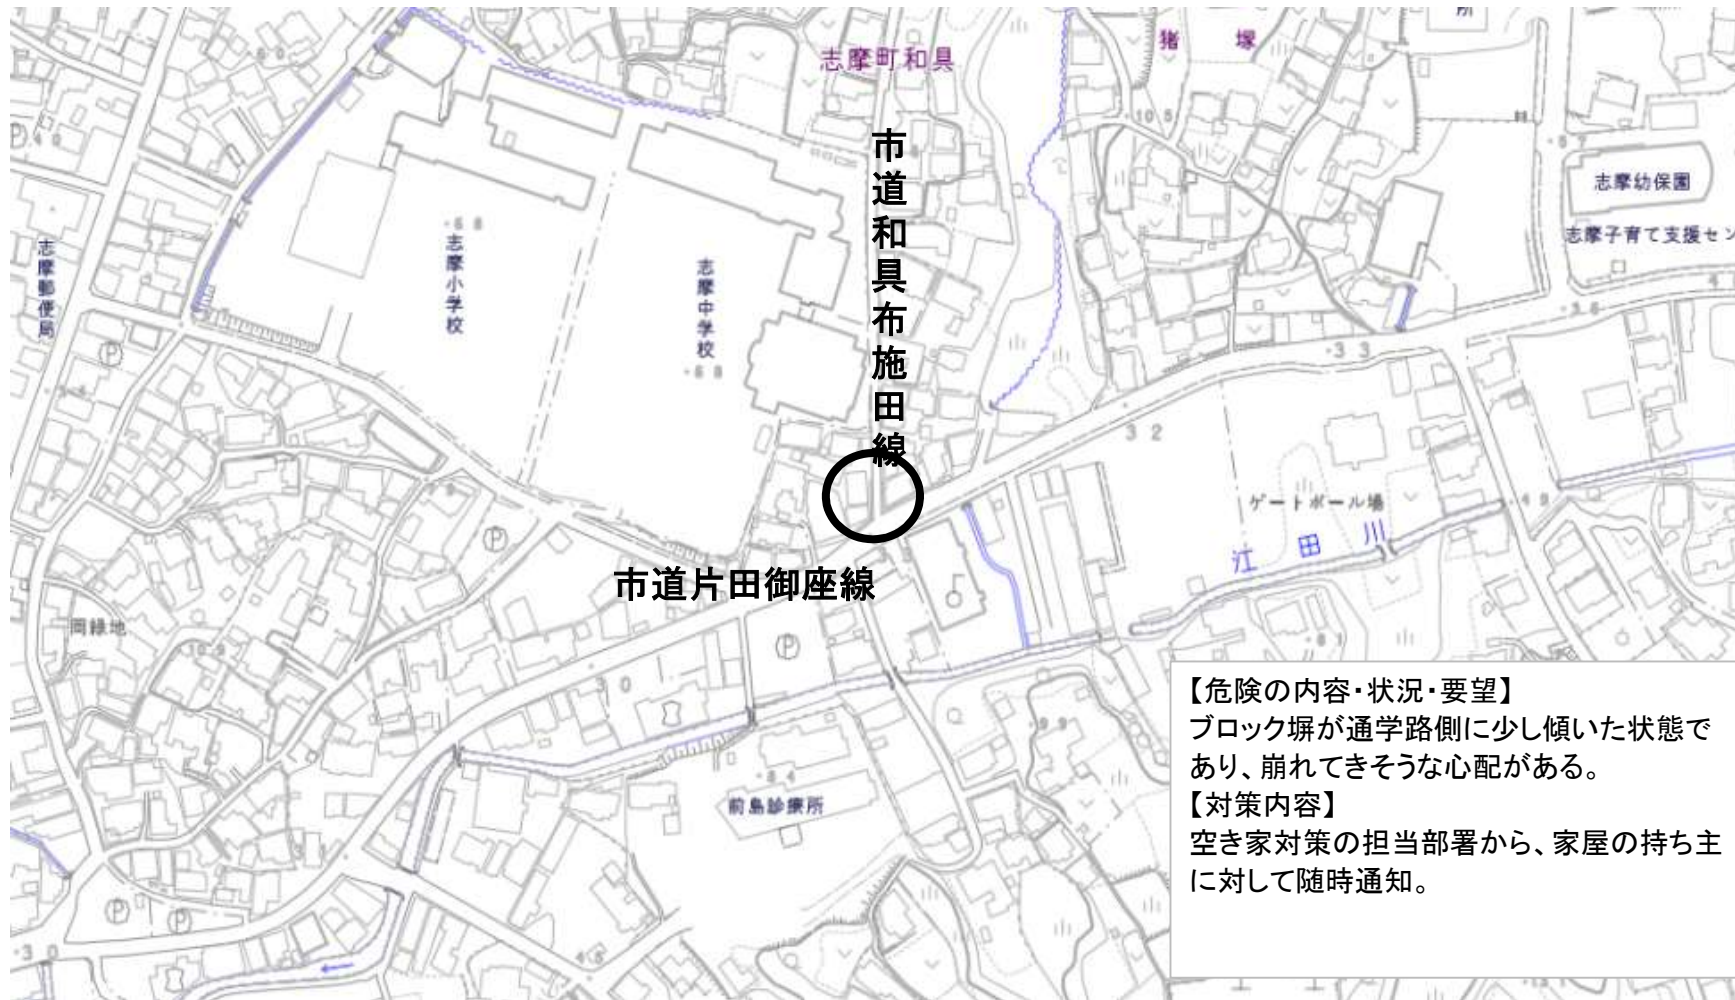 志摩町和具
猪塚
所
市道和具布施田線
志摩幼保園
志摩子育て支援セン
志摩郵便局
志摩小学校
志摩中学校
ゲートボール場
江田川
市道片田御座線
岡緑地
前島診療所
【危険の内容・状況・要望】
ブロック塀が通学路側に少し傾いた状態で
あり、崩れてきそうな心配がある。
【対策内容】
空き家対策の担当部署から、家屋の持ち主
に対して随時通知。